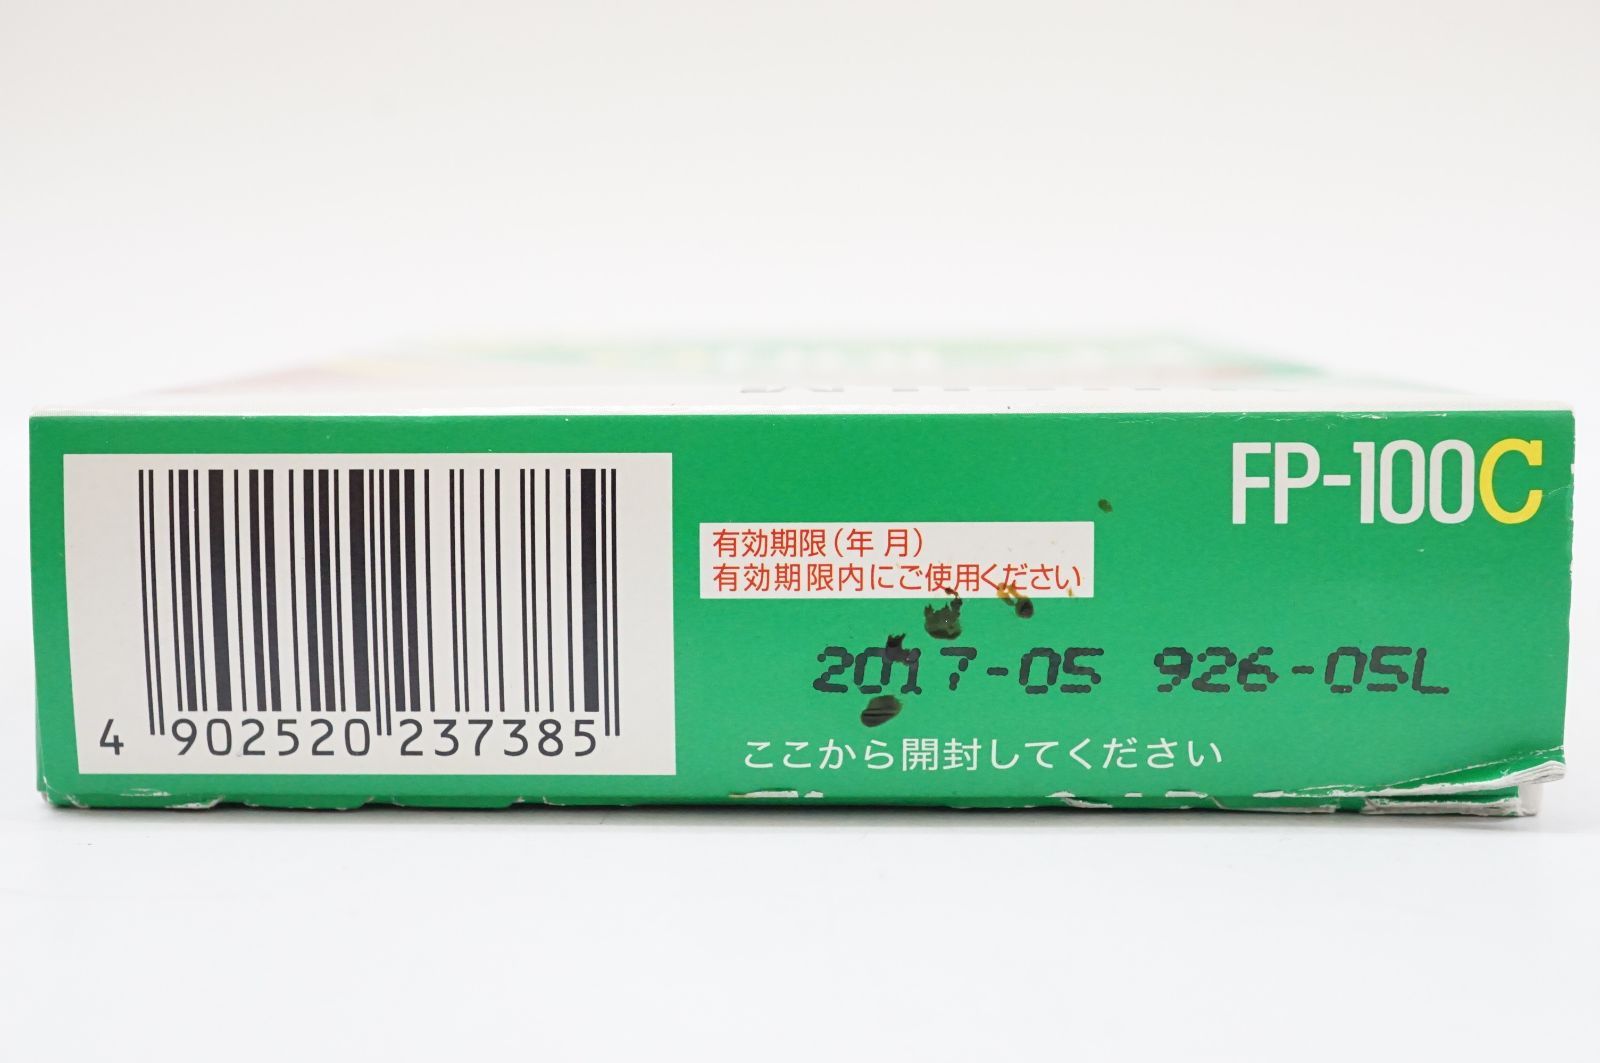 FP-100C
有効期限(年 月)
有効期限内にご使用ください
2017-05 926-05L
ここから開封してください
4 902520 237385